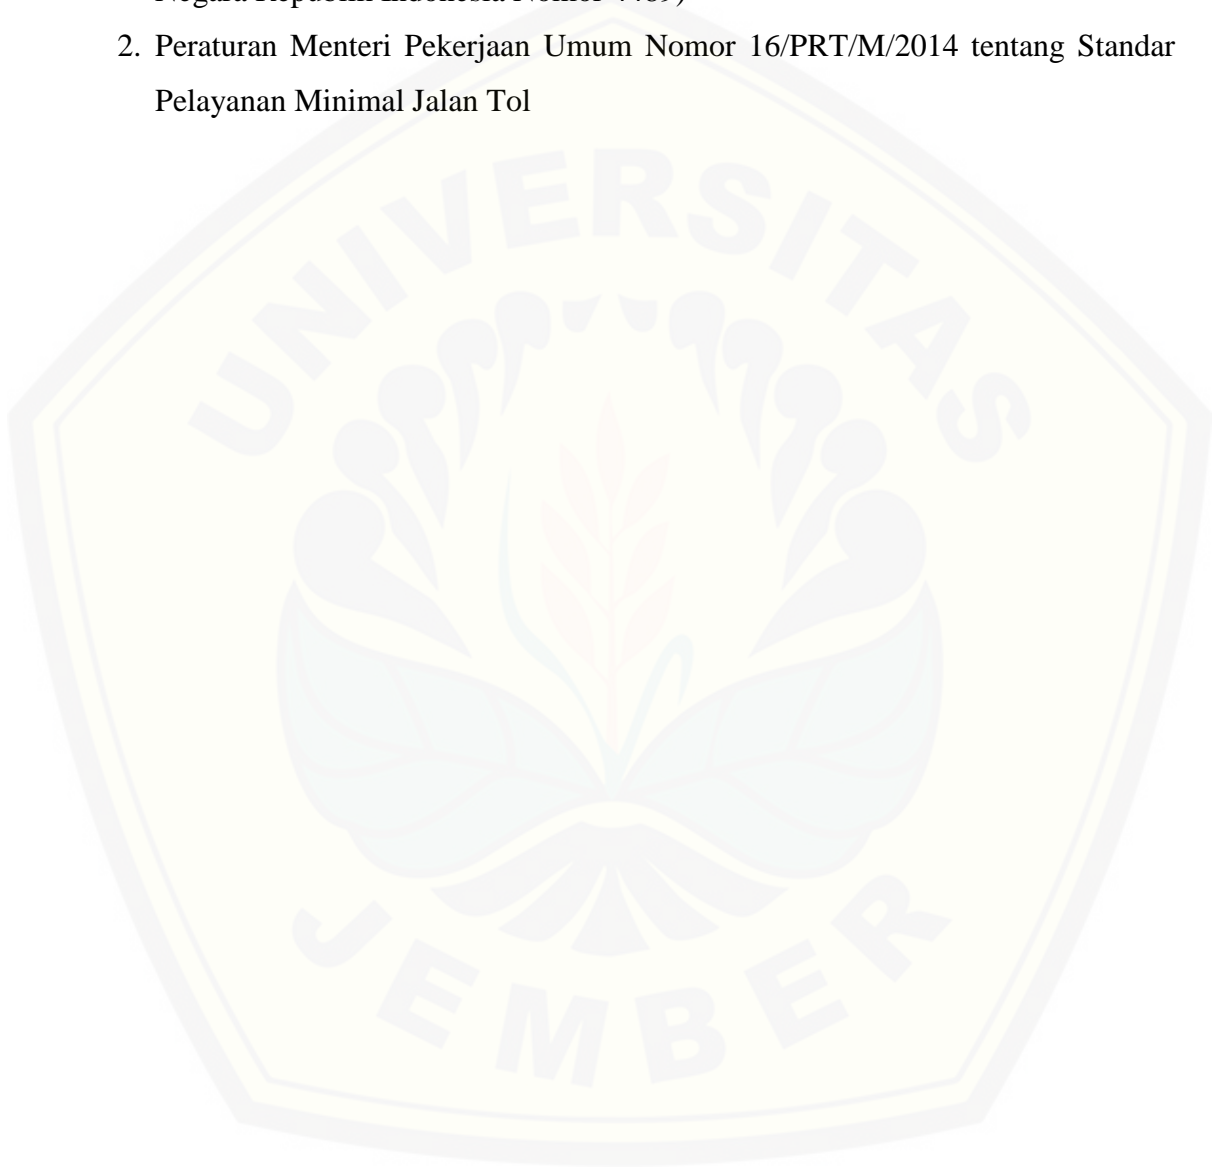 Negara Republik Indonesia Nomor 4489)
2. Peraturan Menteri Pekerjaan Umum Nomor 16/PRT/M/2014 tentang Standar
Pelayanan Minimal Jalan Tol
UNIVERSITAS
JEMBER